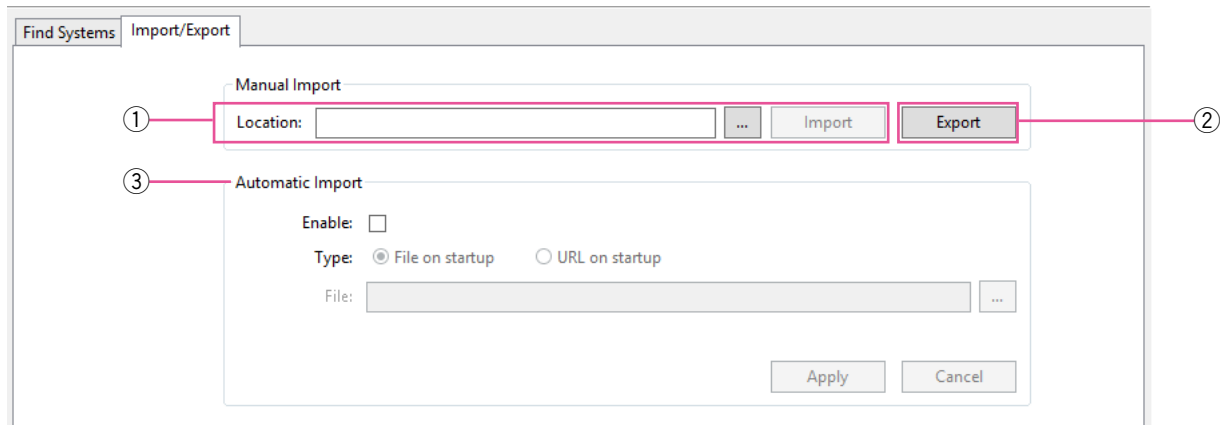 Find Systems Import/Export
Manual Import
① Location: ... Import Export ②
③ Automatic Import
Enable:
Type: File on startup URL on startup
File: ...
Apply Cancel